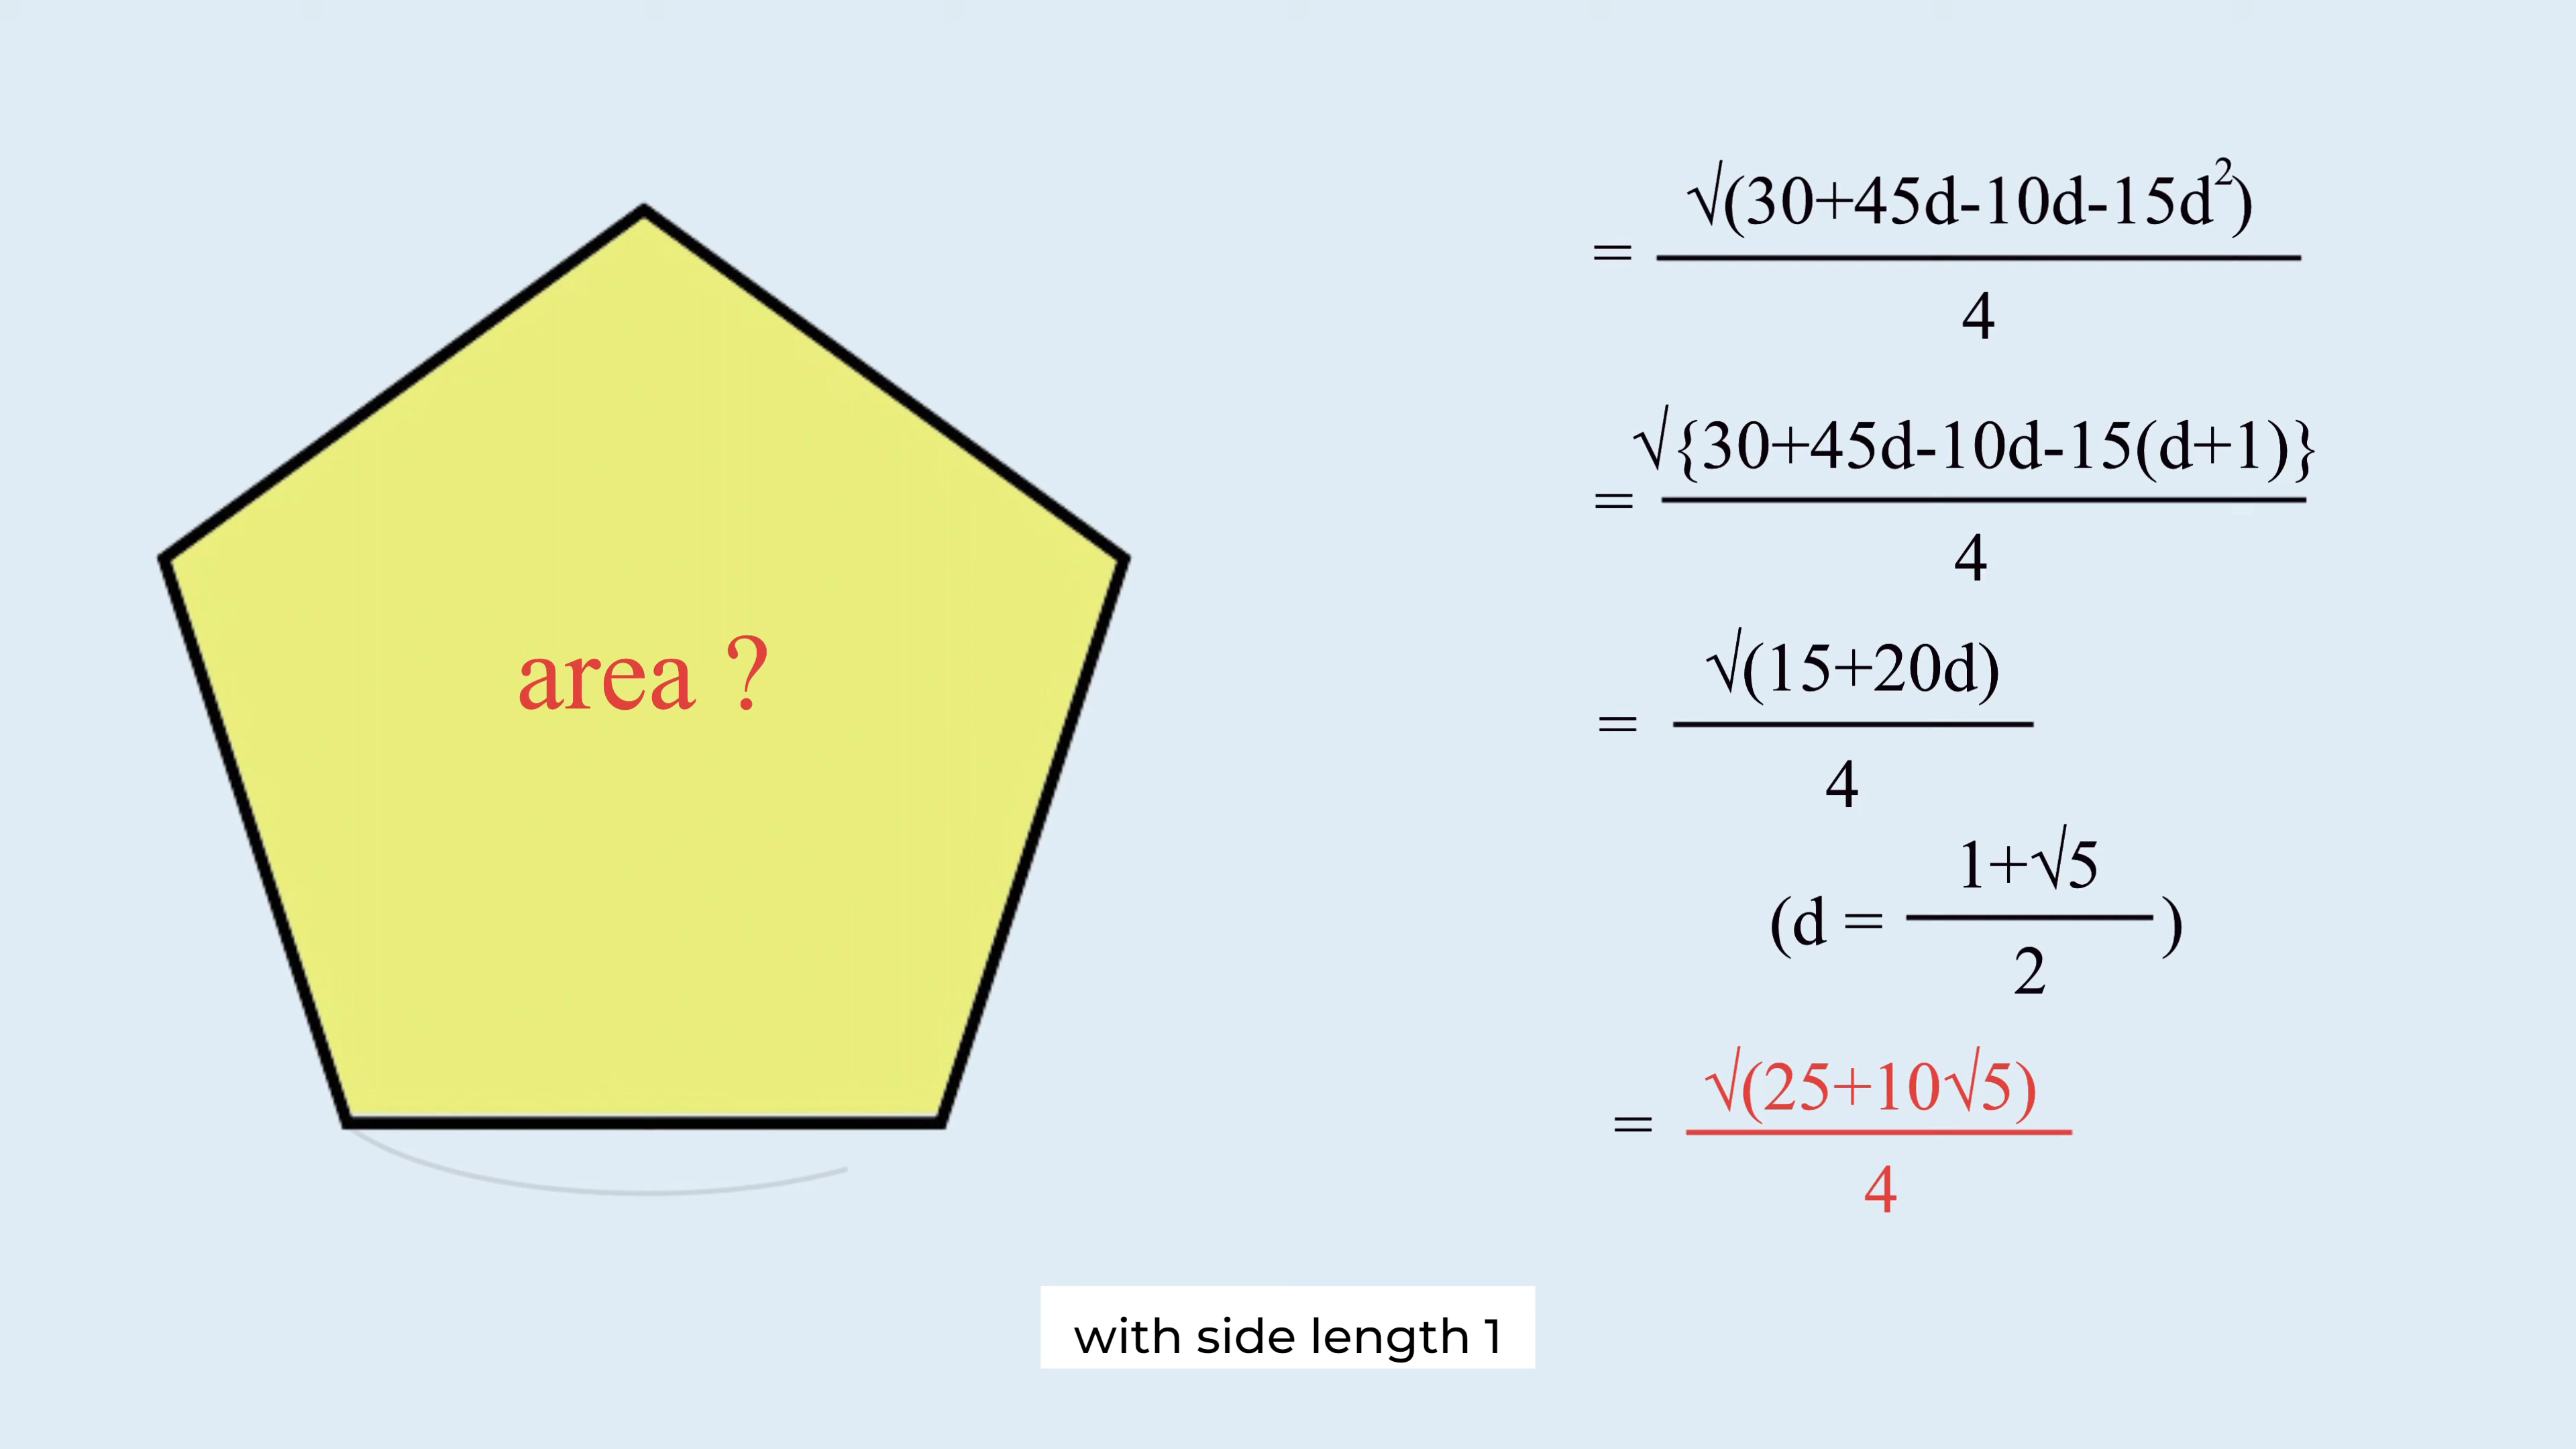 area ?
√(30+45d-10d-15d²)
=
4
√{30+45d-10d-15(d+1)}
=
4
√(15+20d)
=
4
1+√5
(d = )
2
√(25+10√5)
=
4
with side length 1